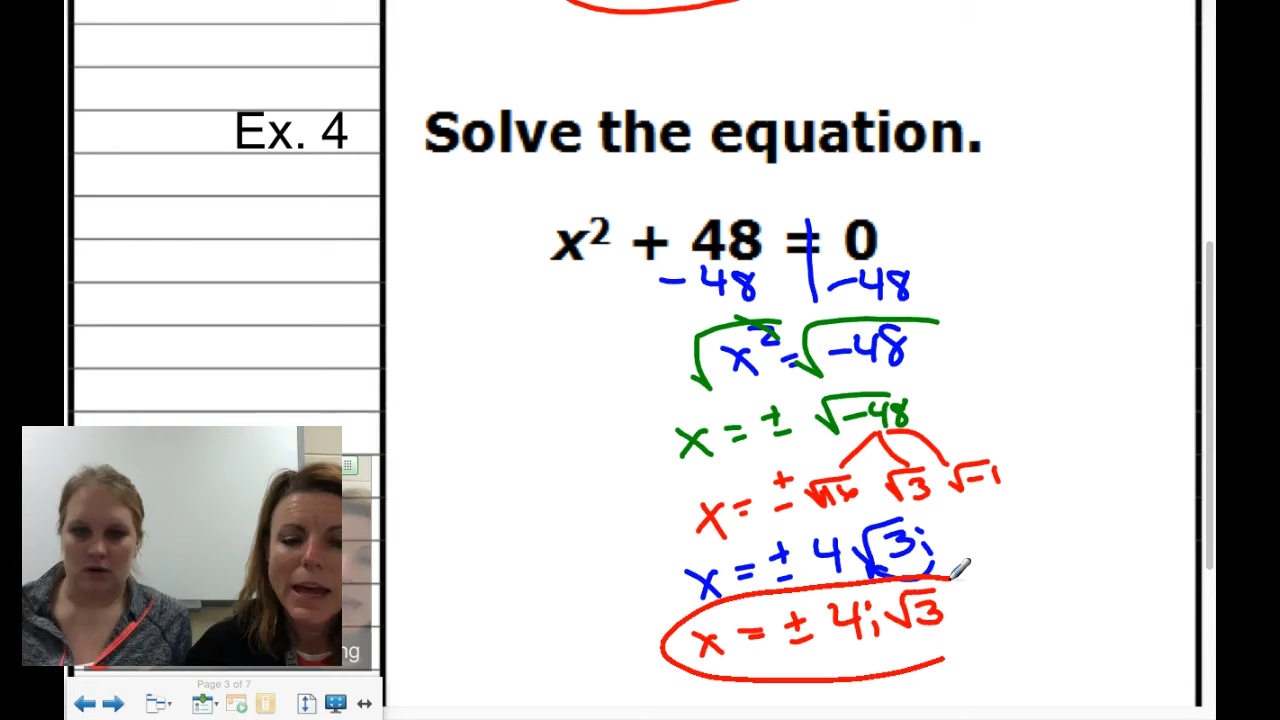 Ex. 4
Solve the equation.
x² + 48 = 0
- 48 - 48
√x² = √-48
x = ± √-48
x = ± √16 √3 √-1
x = ± 4 √3 i
x = ± 4i √3
ng
Page 3 of 7